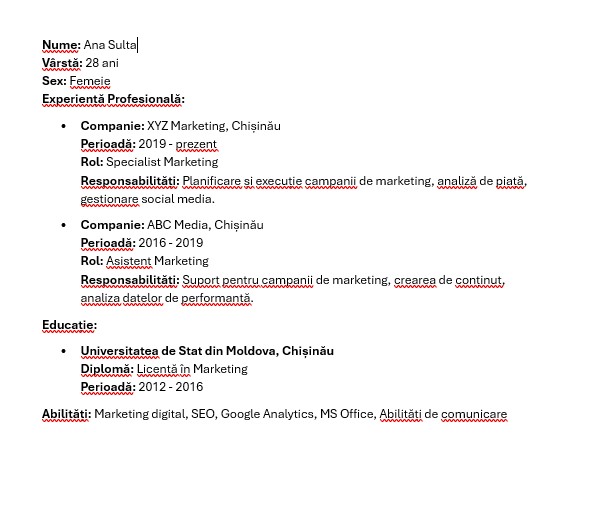 Nume: Ana Sulta
Vârstă: 28 ani
Sex: Femeie
Experiență Profesională:
• Companie: XYZ Marketing, Chișinău
Perioadă: 2019 - prezent
Rol: Specialist Marketing
Responsabilități: Planificare și execuție campanii de marketing, analiză de piață,
gestionare social media.
• Companie: ABC Media, Chișinău
Perioadă: 2016 - 2019
Rol: Asistent Marketing
Responsabilități: Suport pentru campanii de marketing, crearea de conținut,
analiza datelor de performanță.
Educație:
• Universitatea de Stat din Moldova, Chișinău
Diplomă: Licență în Marketing
Perioadă: 2012 - 2016
Abilități: Marketing digital, SEO, Google Analytics, MS Office, Abilități de comunicare